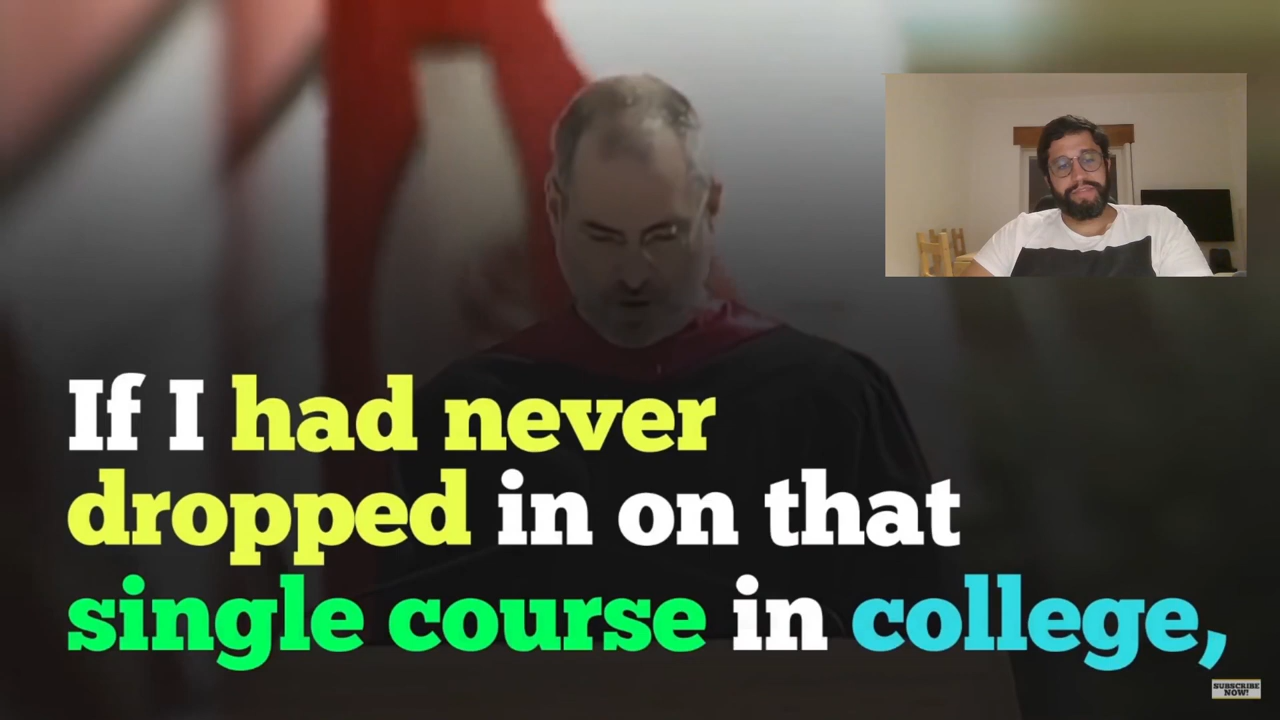 If I had never
dropped in on that
single course in college,
SUBSCRIBE
NOW!